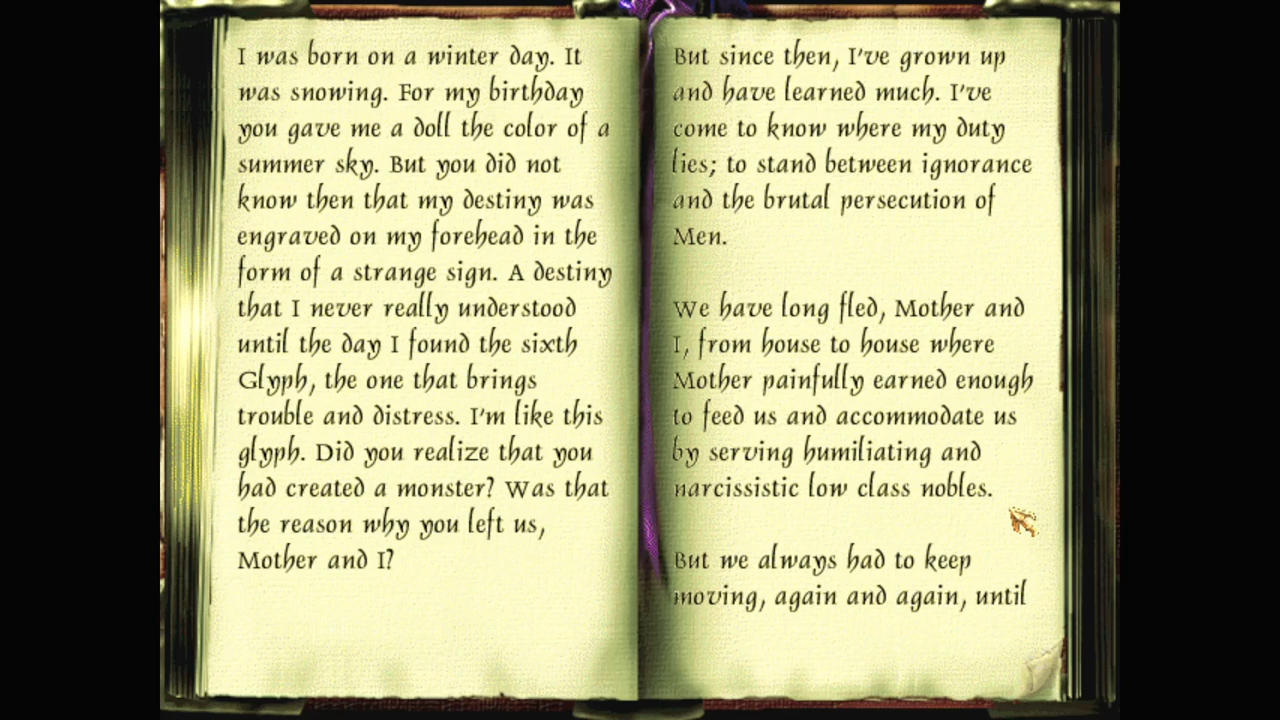 I was born on a winter day. It
was snowing. For my birthday
you gave me a doll the color of a
summer sky. But you did not
know then that my destiny was
engraved on my forehead in the
form of a strange sign. A destiny
that I never really understood
until the day I found the sixth
Glyph, the one that brings
trouble and distress. I'm like this
glyph. Did you realize that you
had created a monster? Was that
the reason why you left us,
Mother and I?
But since then, I've grown up
and have learned much. I've
come to know where my duty
lies; to stand between ignorance
and the brutal persecution of
Men.
We have long fled, Mother and
I, from house to house where
Mother painfully earned enough
to feed us and accommodate us
by serving humiliating and
narcissistic low class nobles.
But we always had to keep
moving, again and again, until